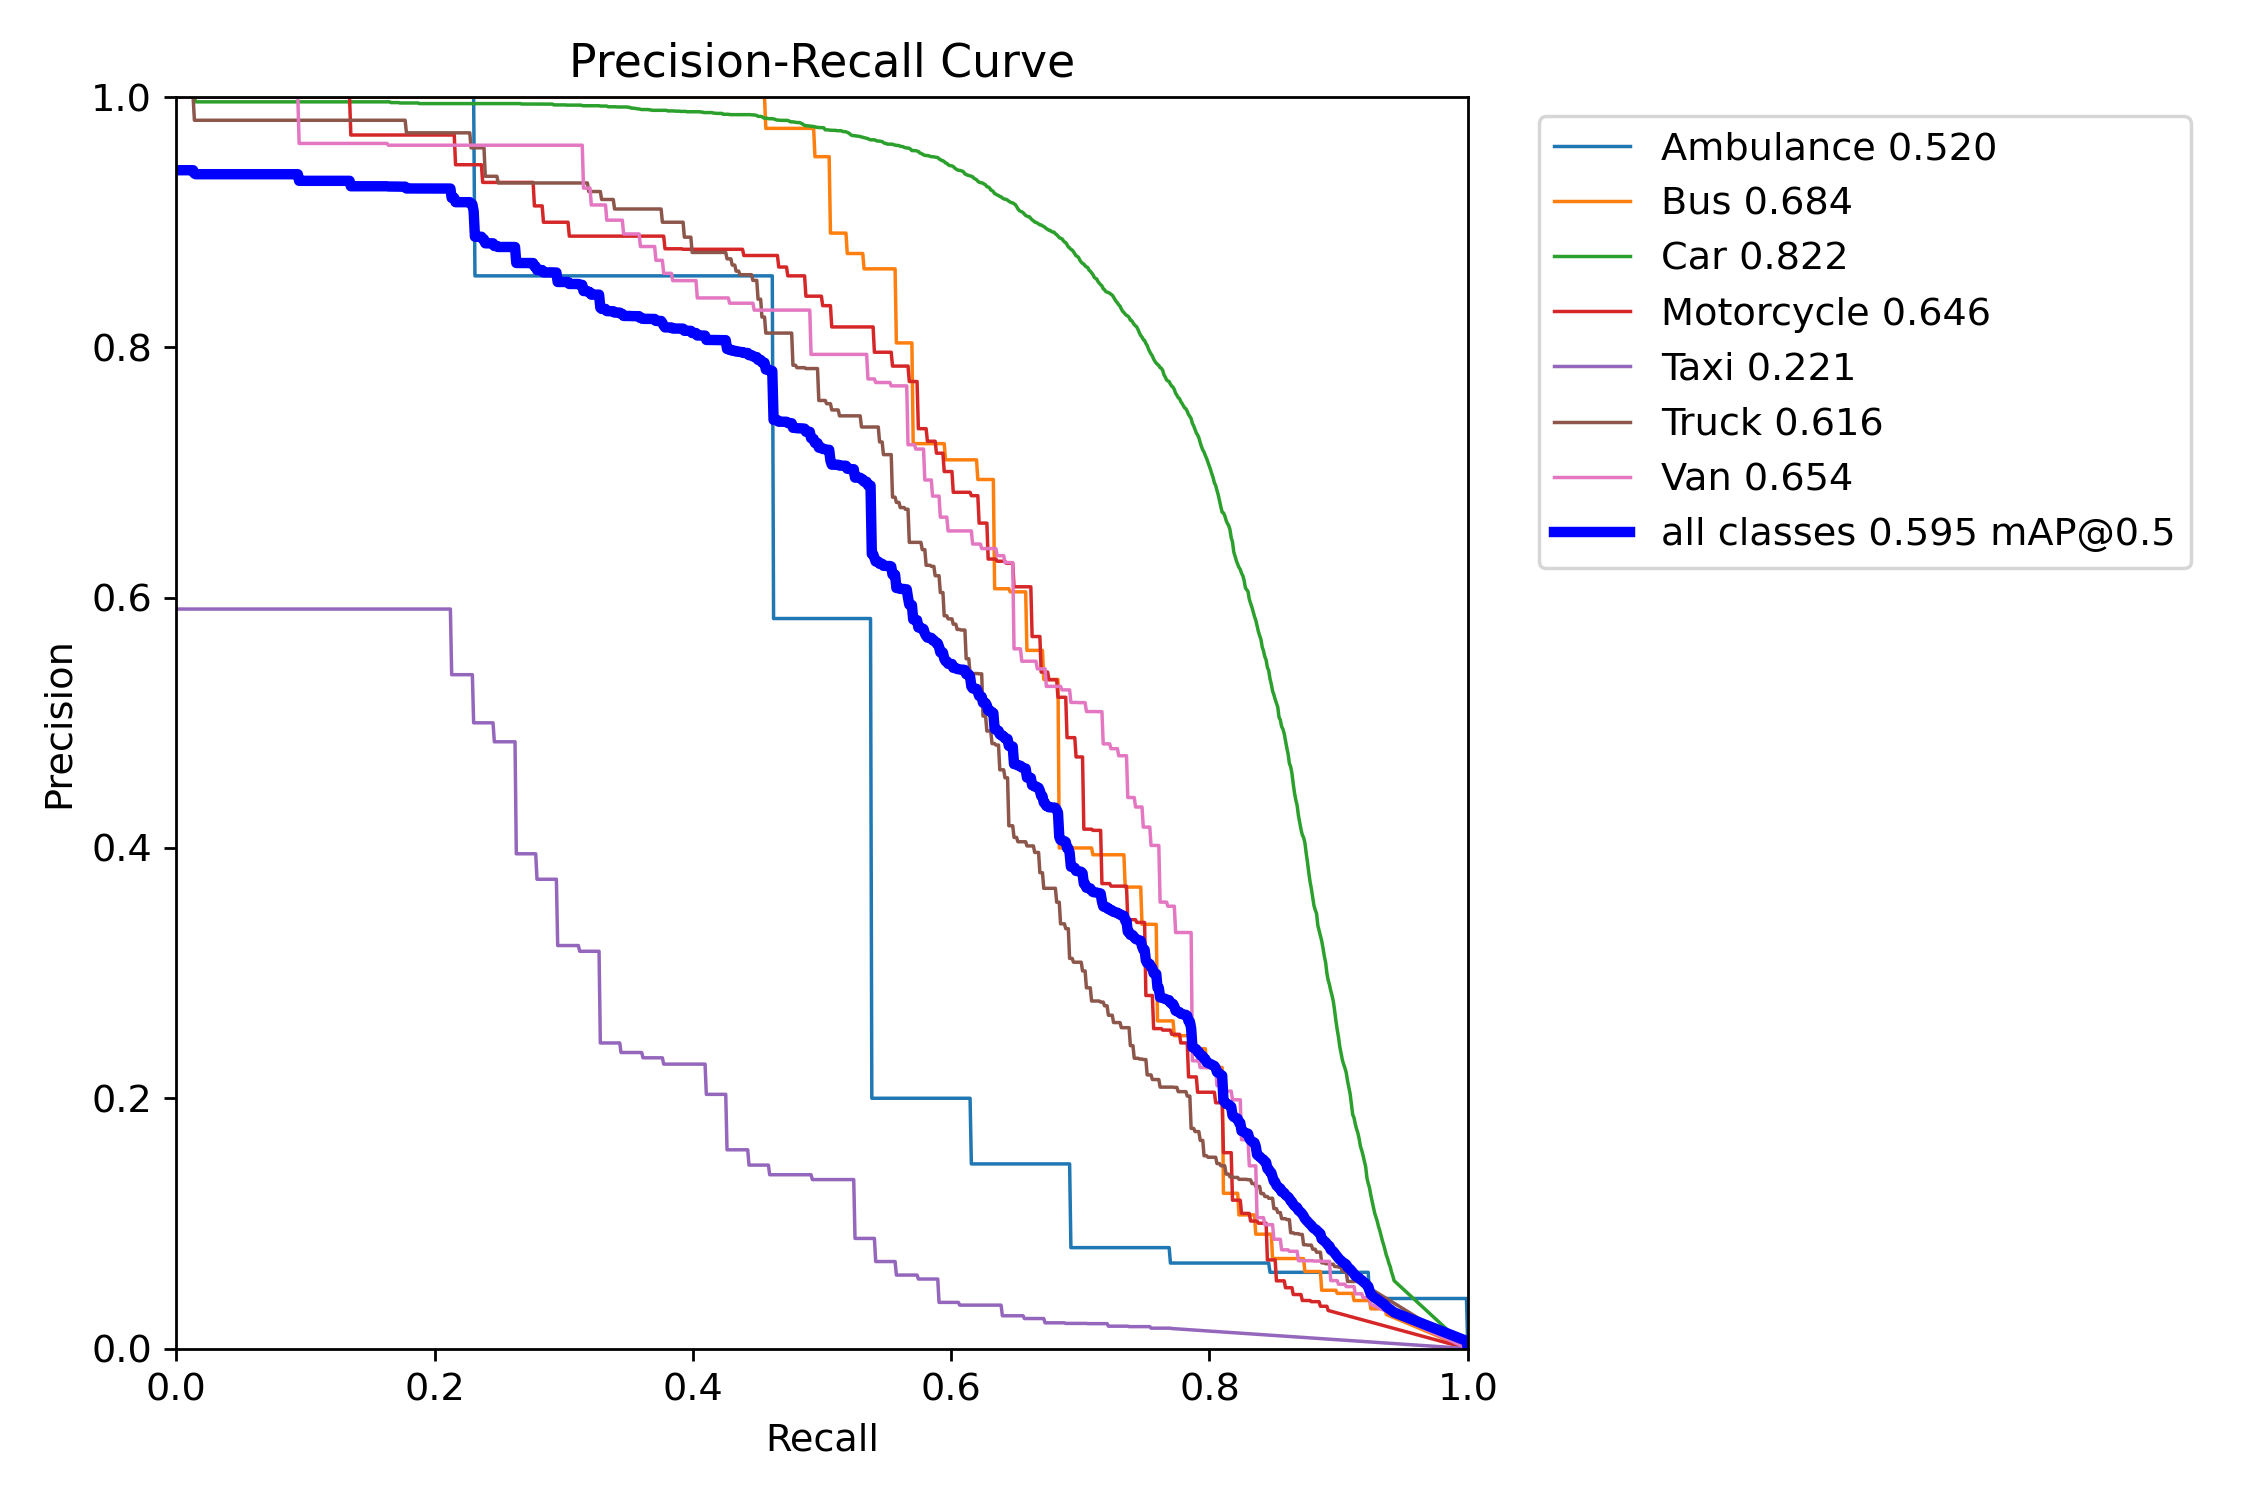 Precision-Recall Curve
1.0
0.8
0.6
0.4
0.2
0.0
Precision
0.0 0.2 0.4 0.6 0.8 1.0
Recall
Ambulance 0.520
Bus 0.684
Car 0.822
Motorcycle 0.646
Taxi 0.221
Truck 0.616
Van 0.654
all classes 0.595 mAP@0.5